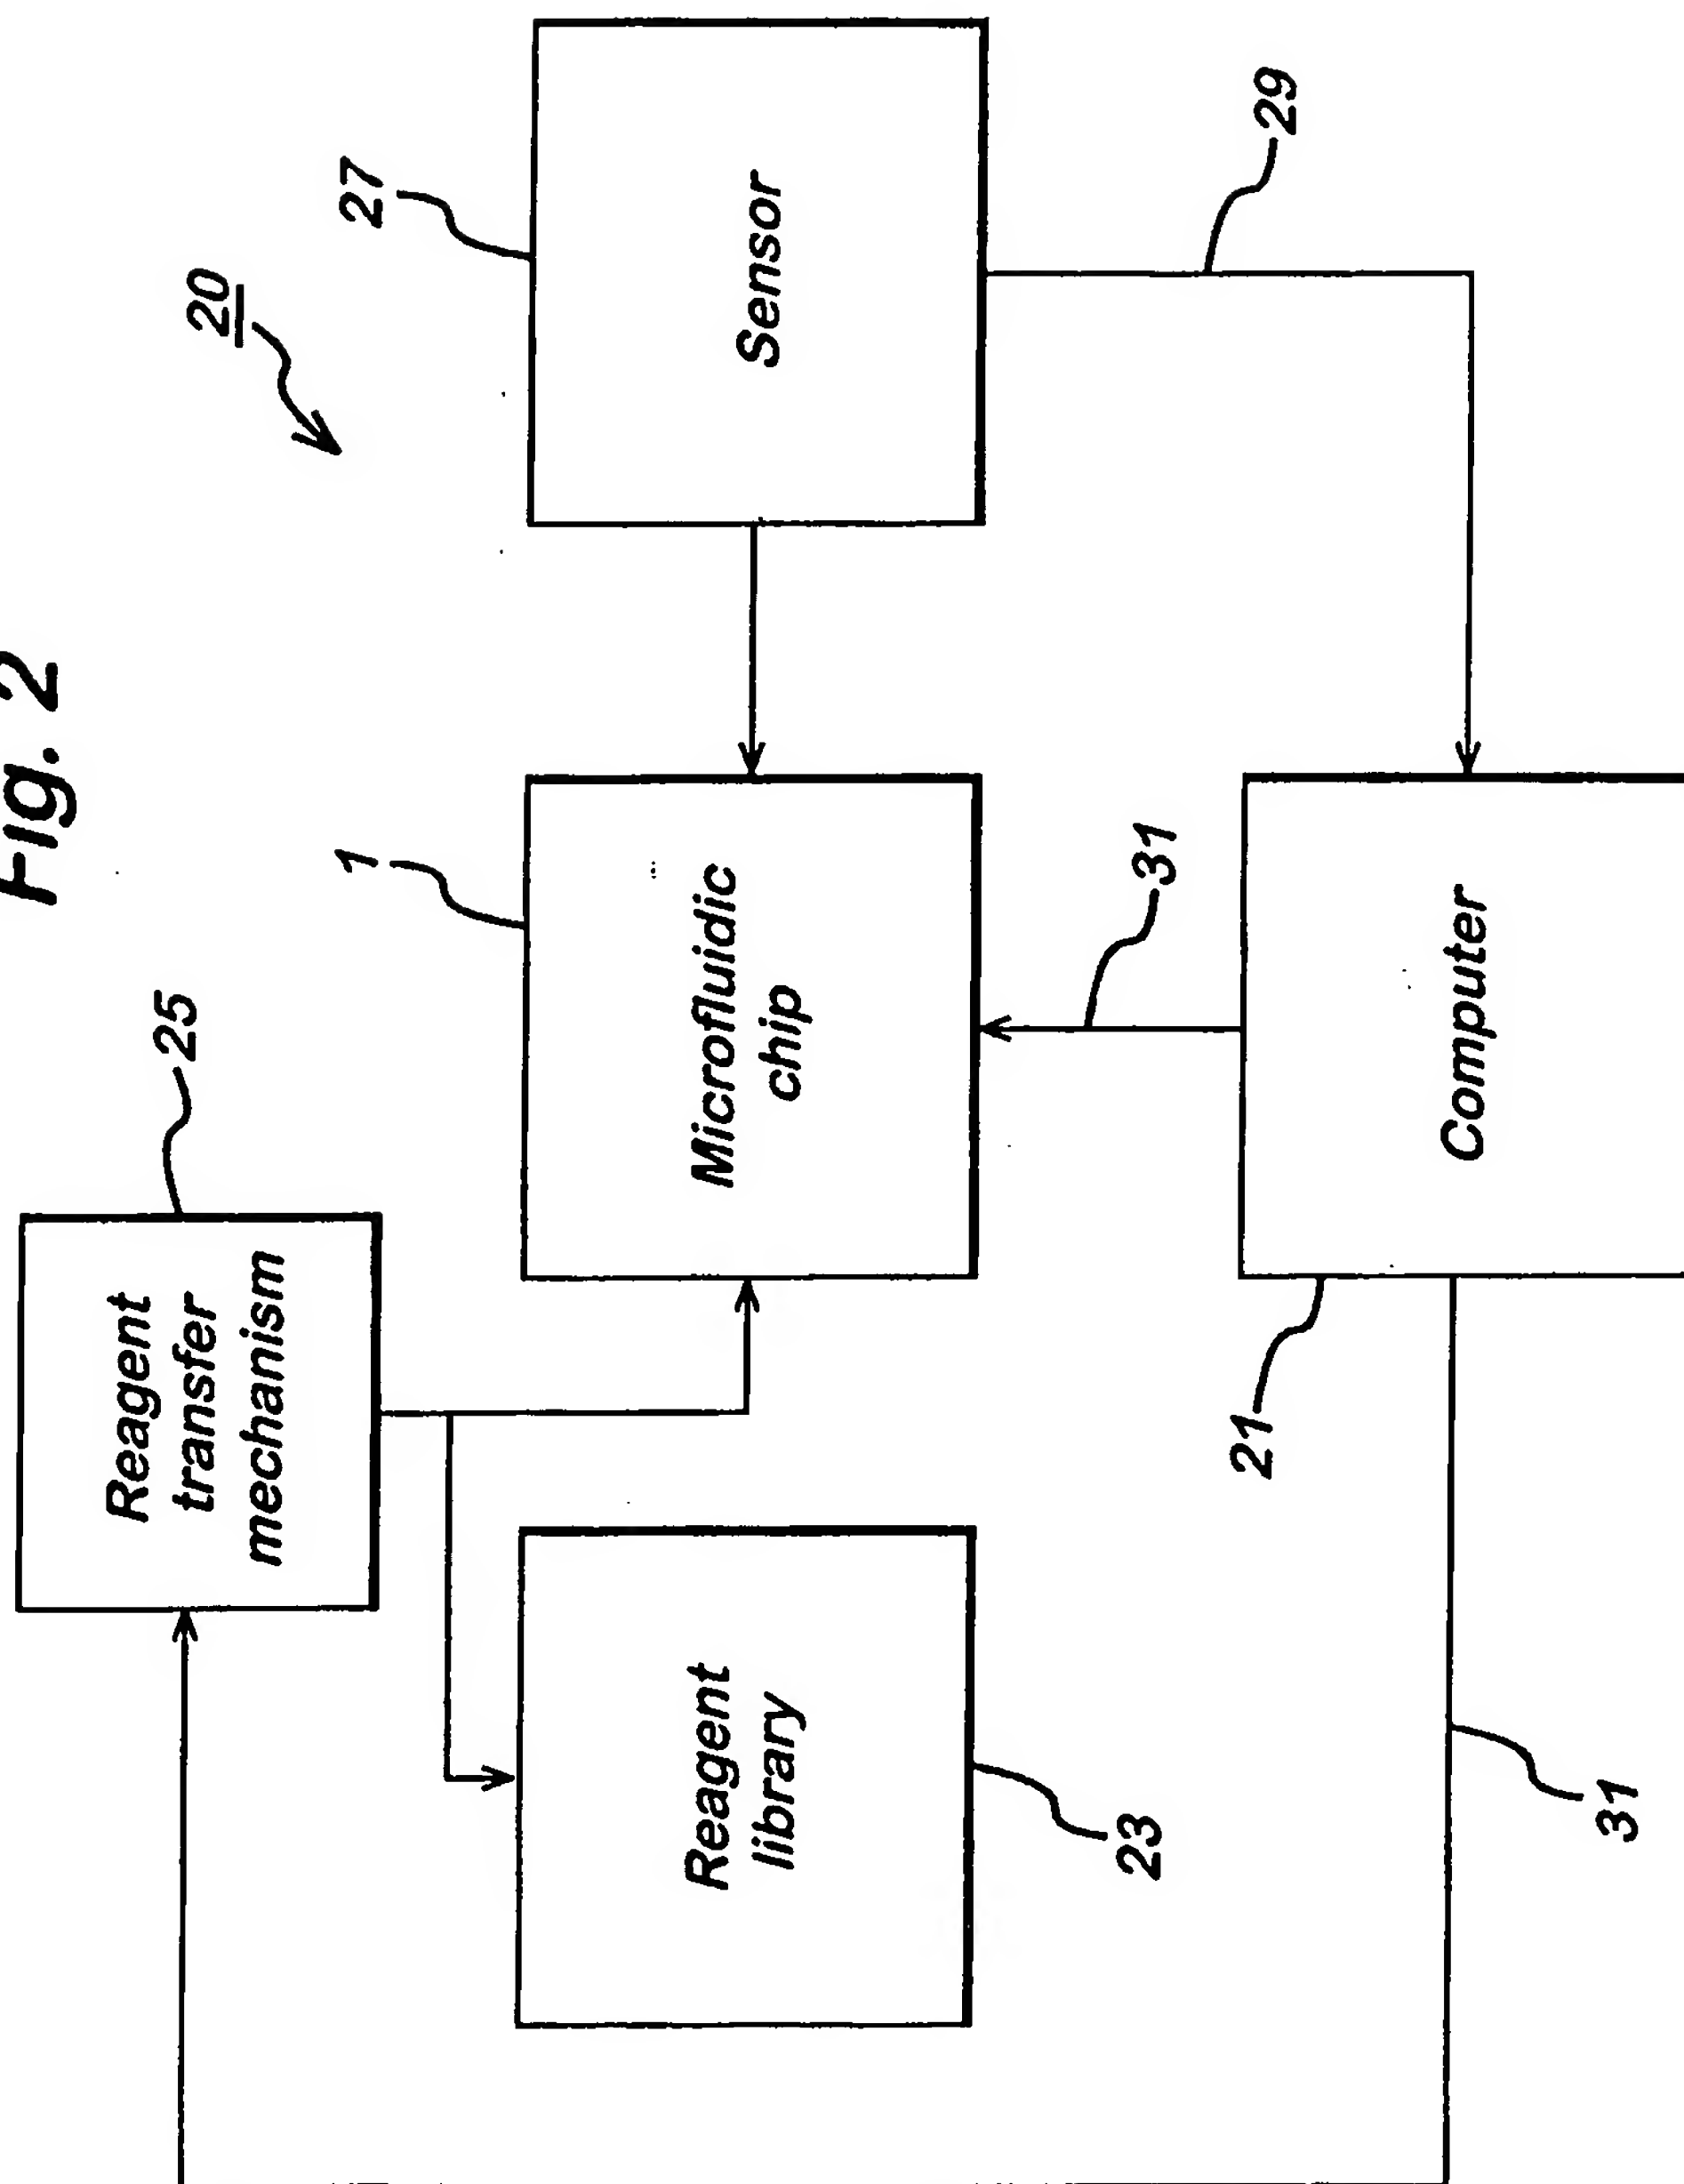 Fig. 2
20
25
Reagent
transfer
mechanism
1
27
Reagent
library
Microfluidic
chip
Sensor
23
31
29
21
Computer
31